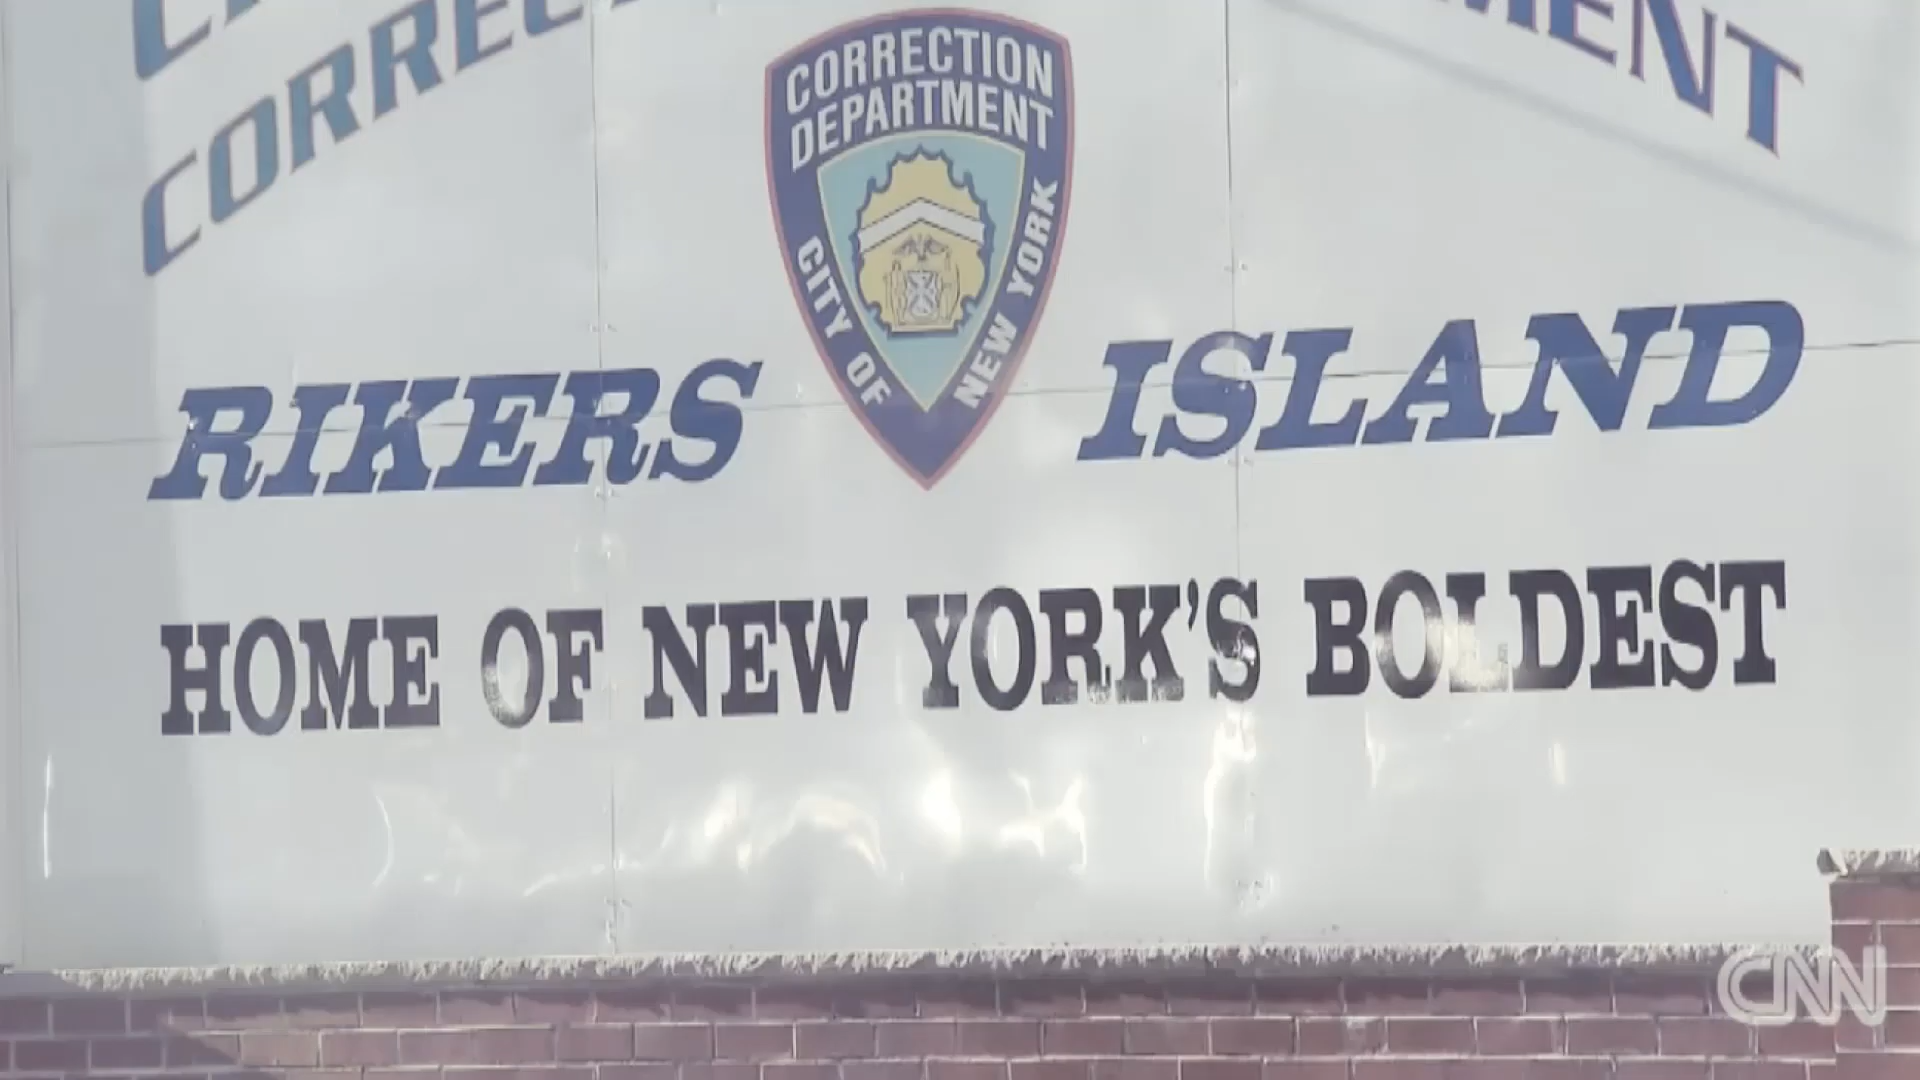 CORRECTION
DEPARTMENT
CITY OF
NEW YORK
RIKERS ISLAND
HOME OF NEW YORK'S BOLDEST
CNN